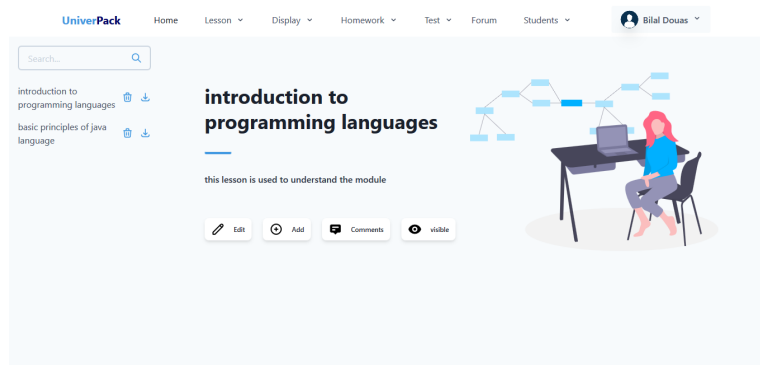 UniverPack Home Lesson Display Homework Test Forum Students Bilal Douas
Search...
introduction to
programming languages
basic principles of java
language
introduction to
programming languages
this lesson is used to understand the module
Edit Add Comments visible